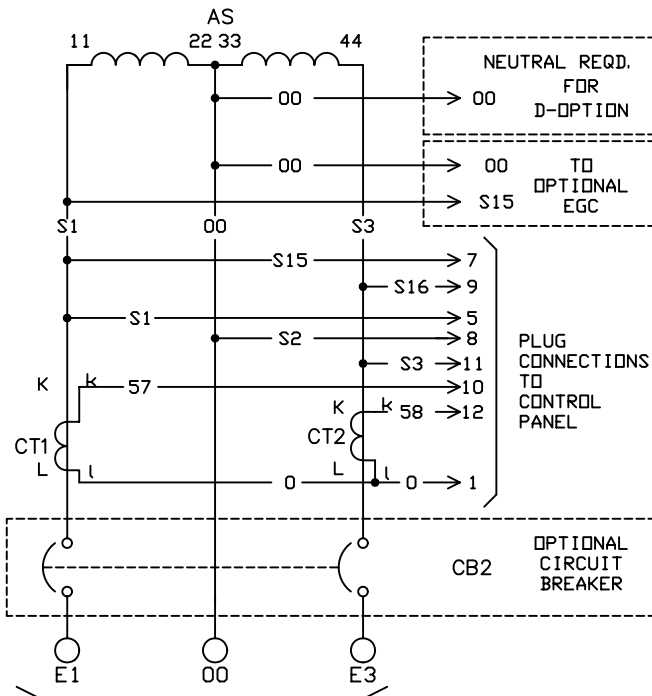 AS
11 22 33 44
NEUTRAL REQD.
FOR
D-OPTION
00 00
00 00
TO
OPTIONAL
EGC
S15
S1 00 S3
S15 7
S16 9
S1 5
S2 8
S3 11
PLUG
CONNECTIONS
TO
CONTROL
PANEL
K k 57 10
K k 58 12
CT1 CT2
L l 0 L l 0 1
CB2
OPTIONAL
CIRCUIT
BREAKER
E1 00 E3